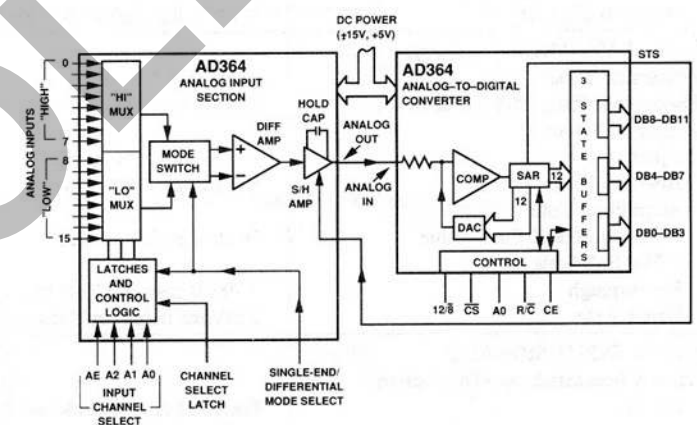 DC POWER
(±15V, +5V)
AD364
ANALOG INPUT
SECTION
AD364
ANALOG–TO–DIGITAL
CONVERTER
STS
0
7
8
15
ANALOG INPUTS
"HIGH"
"LOW"
"HI"
MUX
"LO"
MUX
MODE
SWITCH
DIFF
AMP
+
–
HOLD
CAP
S/H
AMP
ANALOG
OUT
ANALOG
IN
COMP
SAR
12
12
DAC
3
STATE
BUFFERS
DB8–DB11
DB4–DB7
DB0–DB3
CONTROL
12/8̅
C̅S̅
A0
R/C̅
CE
LATCHES
AND
CONTROL
LOGIC
AE A2 A1 A0
INPUT
CHANNEL
SELECT
CHANNEL
SELECT
LATCH
SINGLE-END/
DIFFERENTIAL
MODE SELECT